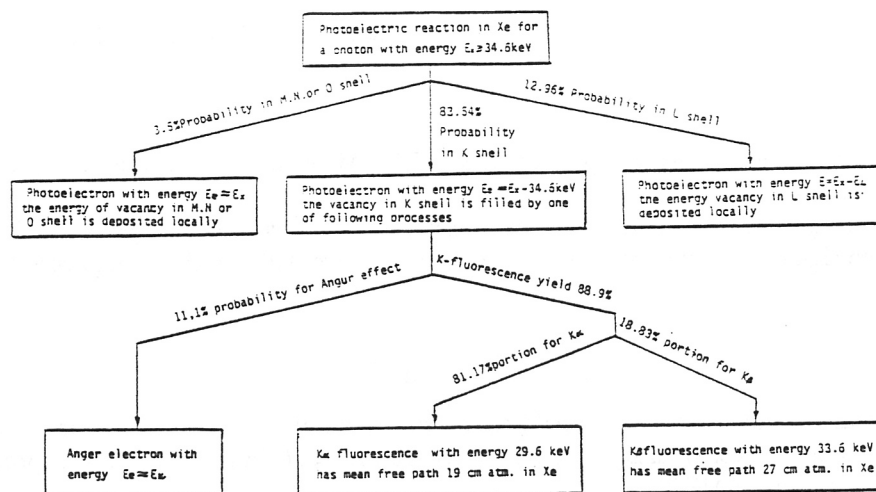 Photoelectric reaction in Xe for
a photon with energy Eₓ≥34.6keV
3.5%Probability in M.N.or O shell
83.54%
Probability
in K shell
12.96% Probability in L shell
Photoelectron with energy Eₑ≃Eₓ
the energy of vacancy in M.N or
O shell is deposited locally
Photoelectron with energy Eₑ=Eₓ-34.6keV
the vacancy in K shell is filled by one
of following processes
Photoelectron with energy E=Eₓ-E_L
the energy vacancy in L shell is
deposited locally
11,1% probability for Angur effect
K-fluorescence yield 88.9%
81.17%portion for Kα
18.83% portion for Kβ
Anger electron with
energy Eₑ≃Eₖ
Kα fluorescence with energy 29.6 keV
has mean free path 19 cm atm. in Xe
Kβfluorescence with energy 33.6 keV
has mean free path 27 cm atm. in Xe